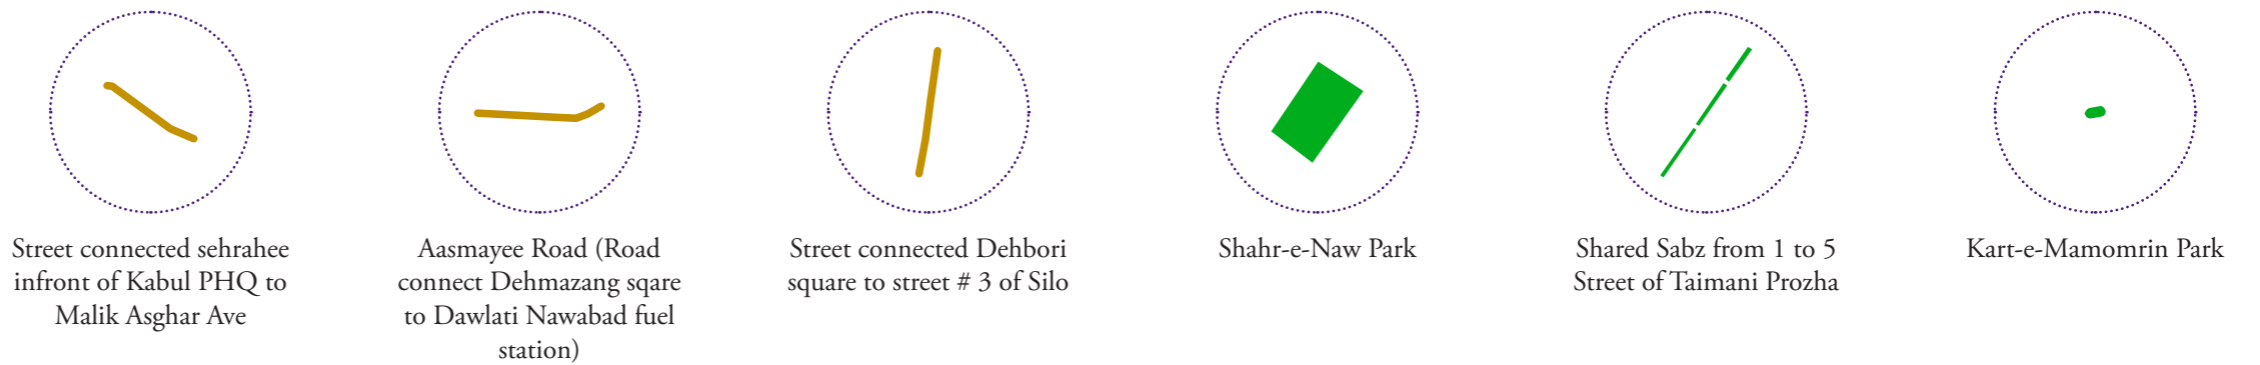 Street connected sehrahee
infront of Kabul PHQ to
Malik Asghar Ave
Aasmayee Road (Road
connect Dehmazang sqare
to Dawlati Nawabad fuel
station)
Street connected Dehbori
square to street # 3 of Silo
Shahr-e-Naw Park
Shared Sabz from 1 to 5
Street of Taimani Prozha
Kart-e-Mamomrin Park